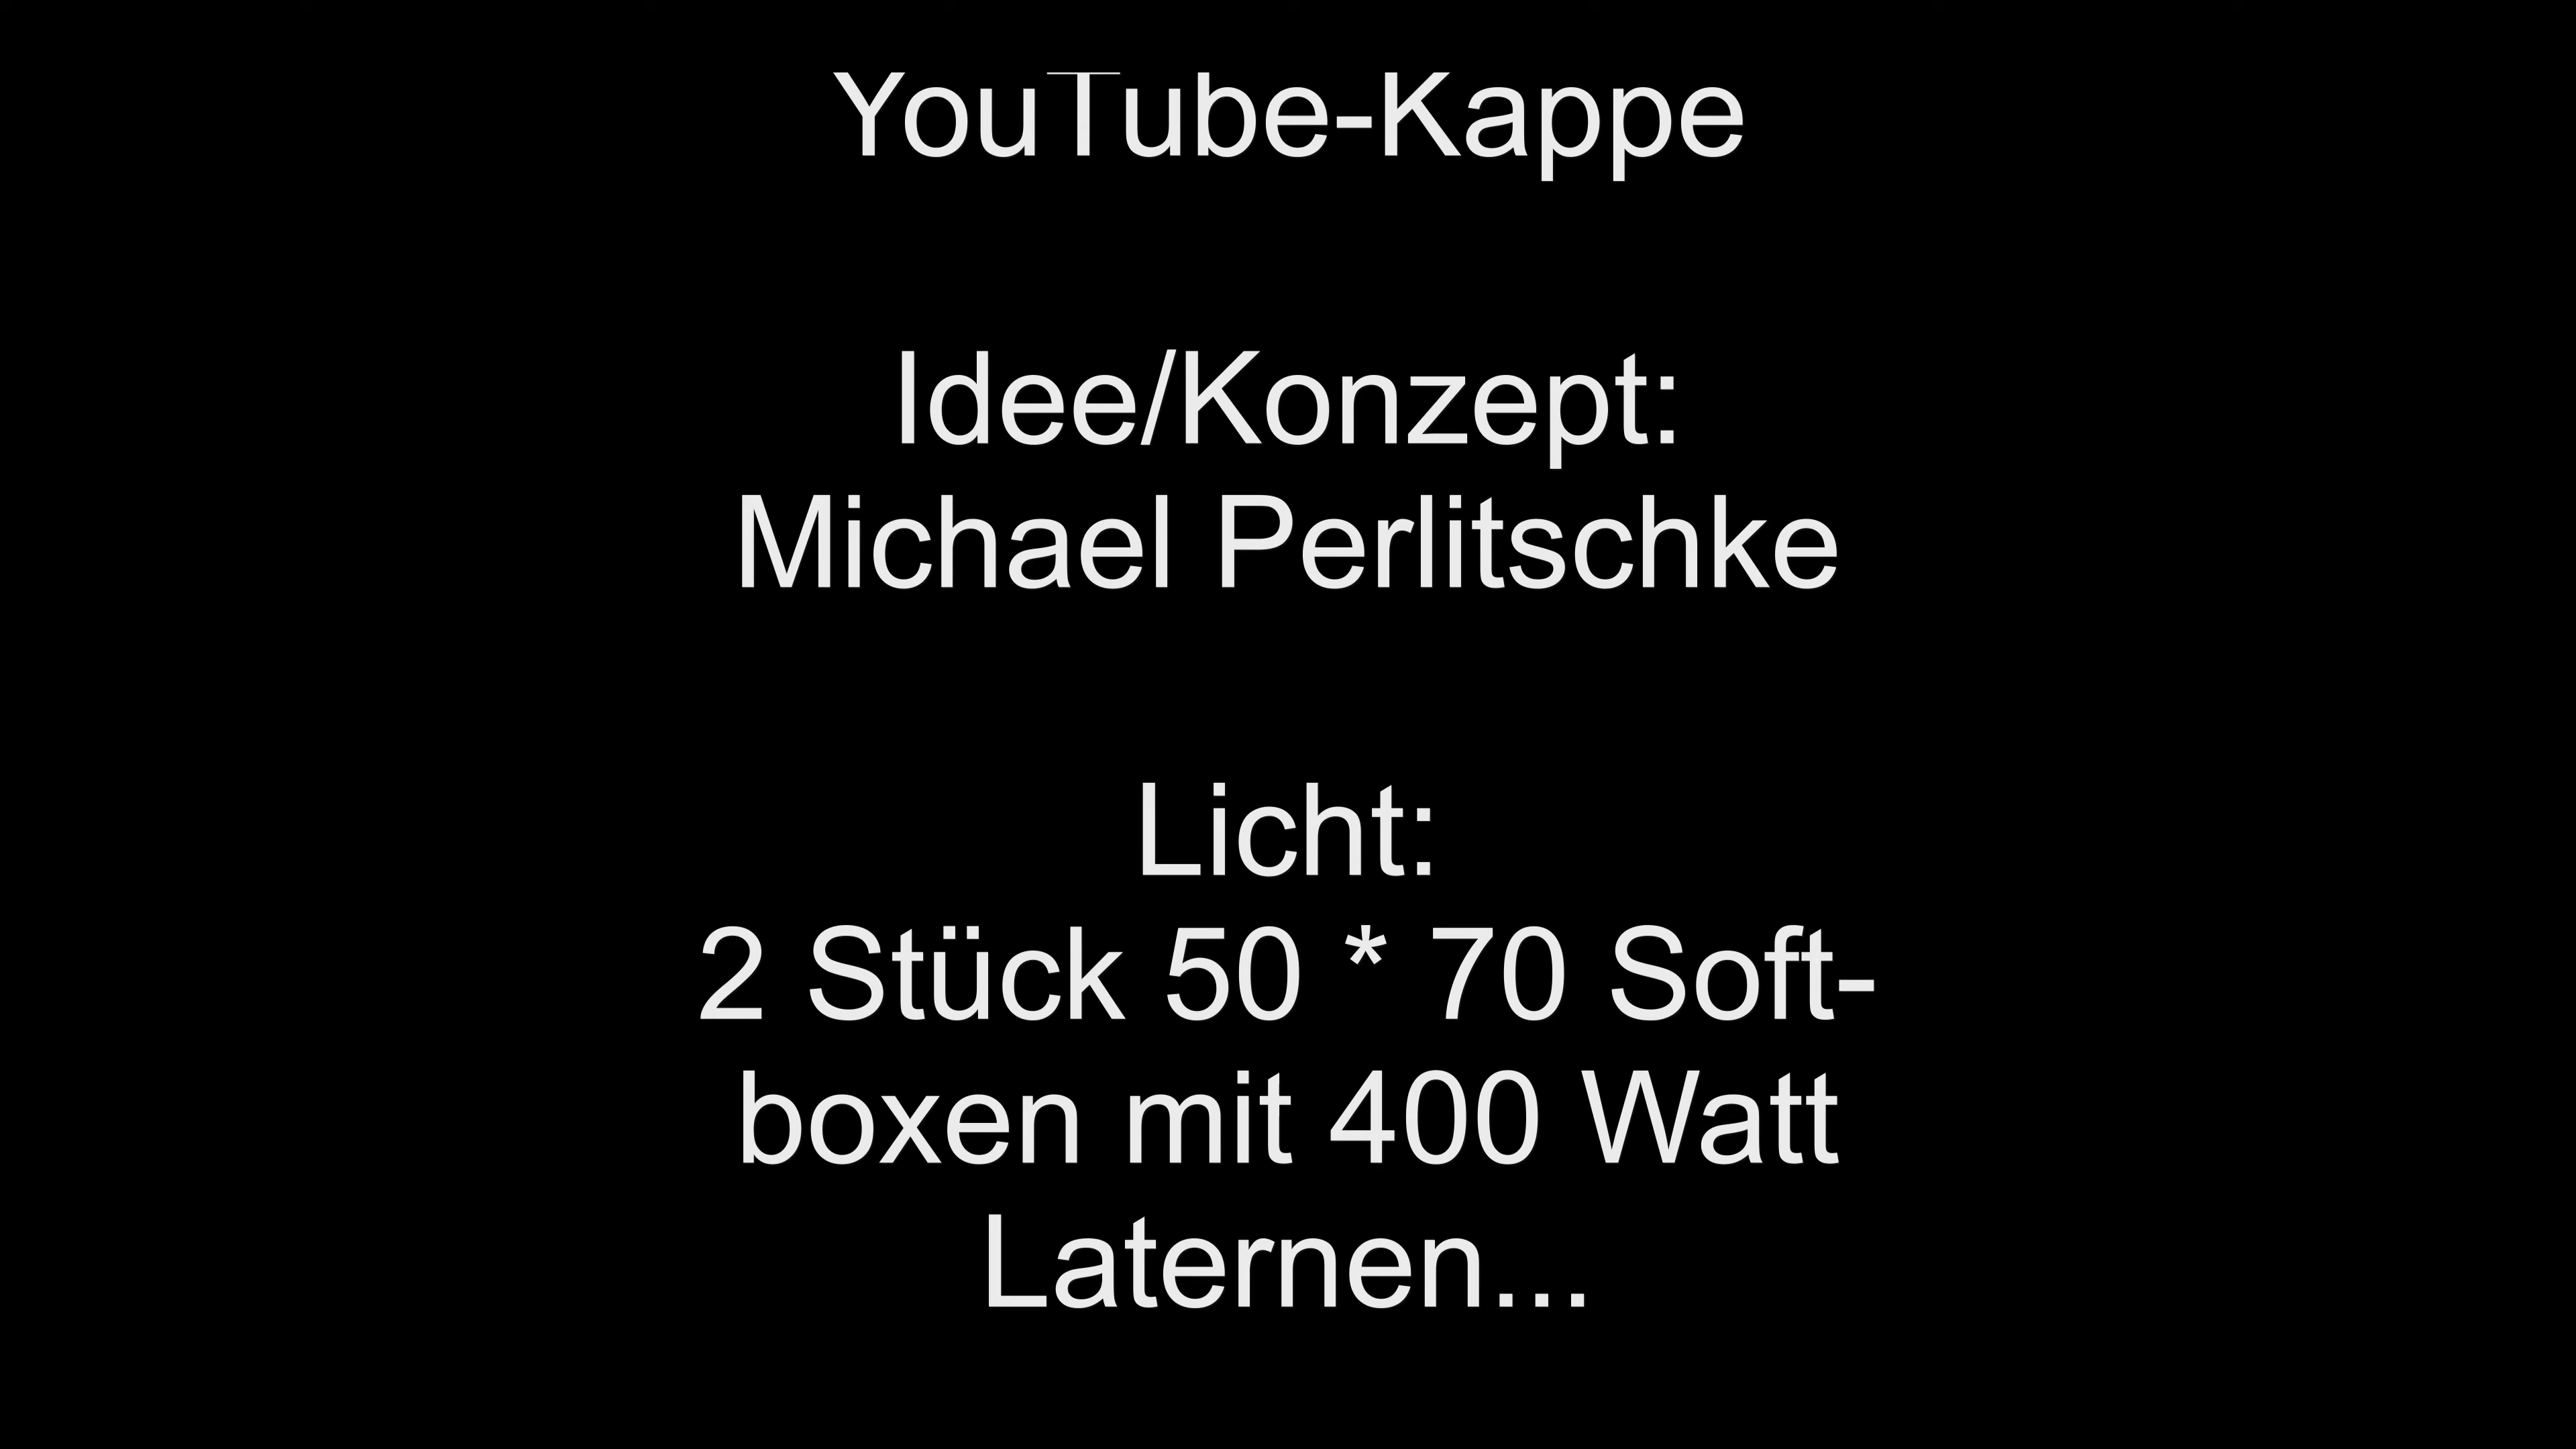 YouTube-Kappe
Idee/Konzept:
Michael Perlitschke
Licht:
2 Stück 50 * 70 Soft-
boxen mit 400 Watt
Laternen...